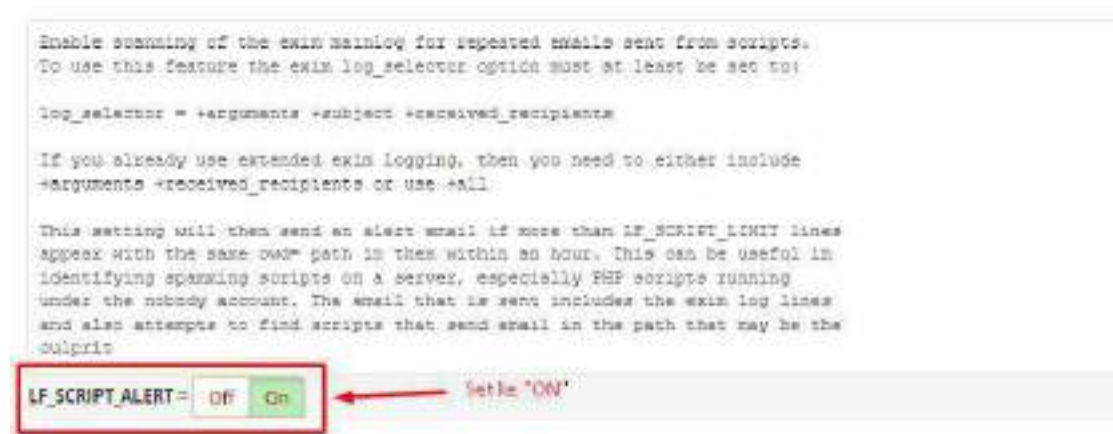 Enable scanning of the exim mainlog for repeated emails sent from scripts.
To use this feature the exim log_selector option must at least be set to:
log_selector = +arguments +subject +received_recipients
If you already use extended exim logging, then you need to either include
+arguments +received_recipients or use +all
This setting will then send an alert email if more than LF_SCRIPT_LIMIT lines
appear with the same cwd= path in them within an hour. This can be useful in
identifying spamming scripts on a server, especially PHP scripts running
under the nobody account. The email that is sent includes the exim log lines
and also attempts to find scripts that send email in the path that may be the
culprit
LF_SCRIPT_ALERT = Off On
"ON"